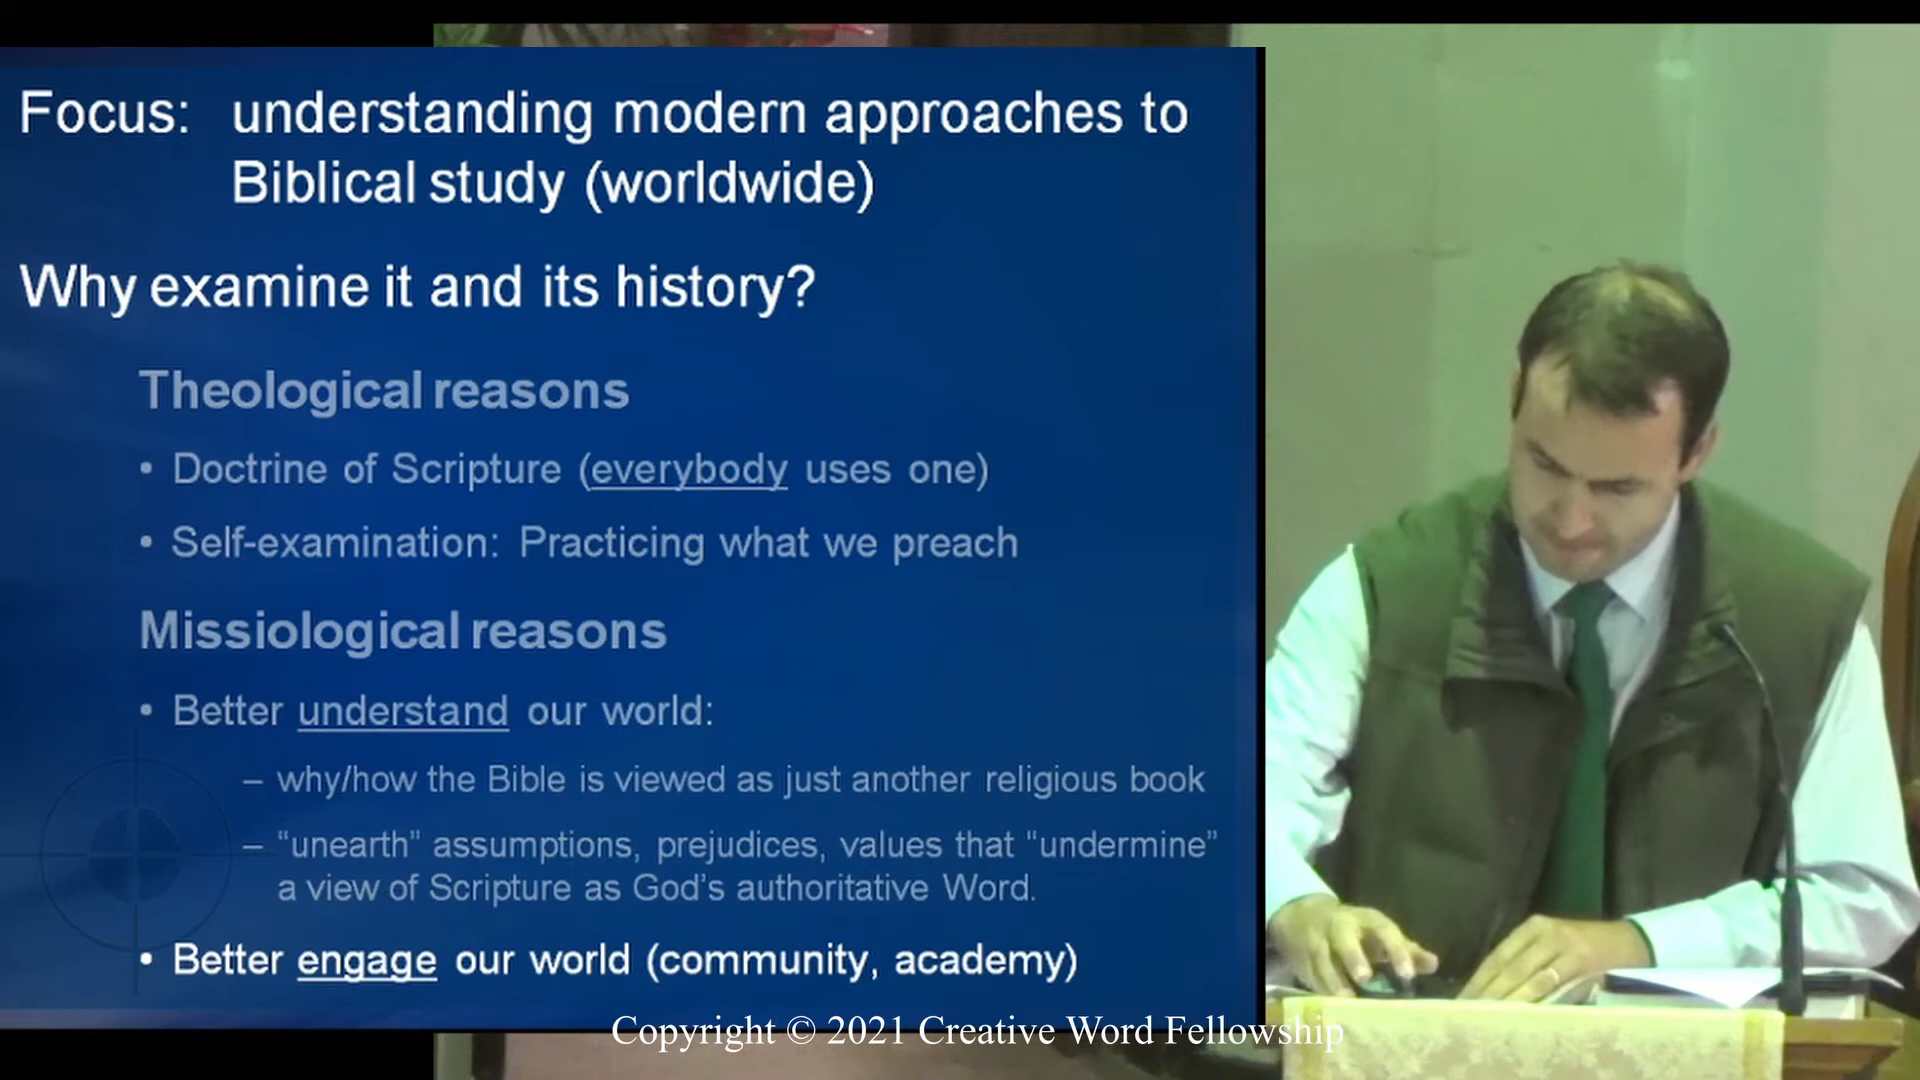 Focus: understanding modern approaches to
Biblical study (worldwide)
Why examine it and its history?
Theological reasons
• Doctrine of Scripture (everybody uses one)
• Self-examination: Practicing what we preach
Missiological reasons
• Better understand our world:
– why/how the Bible is viewed as just another religious book
– “unearth” assumptions, prejudices, values that “undermine”
a view of Scripture as God’s authoritative Word.
• Better engage our world (community, academy)
Copyright © 2021 Creative Word Fellowship